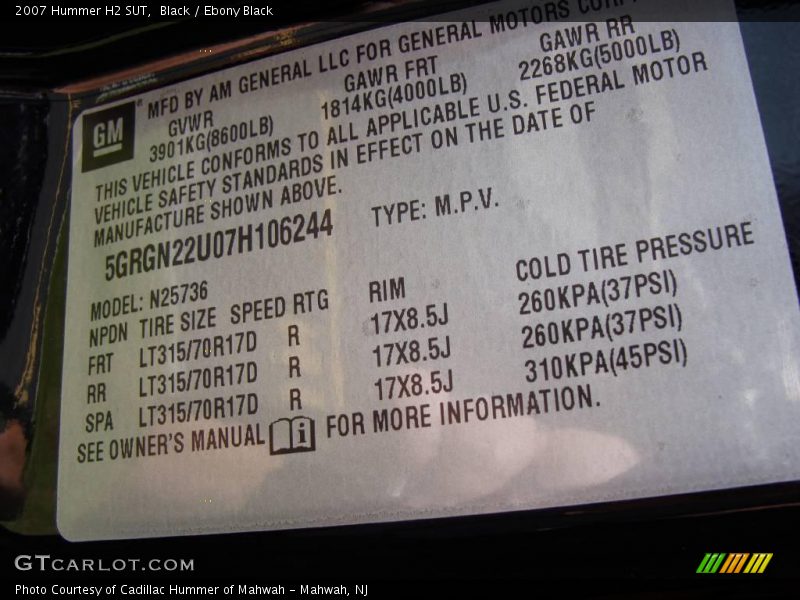 2007 Hummer H2 SUT, Black / Ebony Black
MFD BY AM GENERAL LLC FOR GENERAL MOTORS
GM
GVWR GAWR FRT GAWR RR
3901KG(8600LB) 1814KG(4000LB) 2268KG(5000LB)
THIS VEHICLE CONFORMS TO ALL APPLICABLE U.S. FEDERAL MOTOR
VEHICLE SAFETY STANDARDS IN EFFECT ON THE DATE OF
MANUFACTURE SHOWN ABOVE.
5GRGN22U07H106244 TYPE: M.P.V.
MODEL: N25736
NPDN TIRE SIZE SPEED RTG RIM COLD TIRE PRESSURE
FRT LT315/70R17D R 17X8.5J 260KPA(37PSI)
RR LT315/70R17D R 17X8.5J 260KPA(37PSI)
SPA LT315/70R17D R 17X8.5J 310KPA(45PSI)
SEE OWNER'S MANUAL i FOR MORE INFORMATION.
GTCARLOT.COM
Photo Courtesy of Cadillac Hummer of Mahwah - Mahwah, NJ